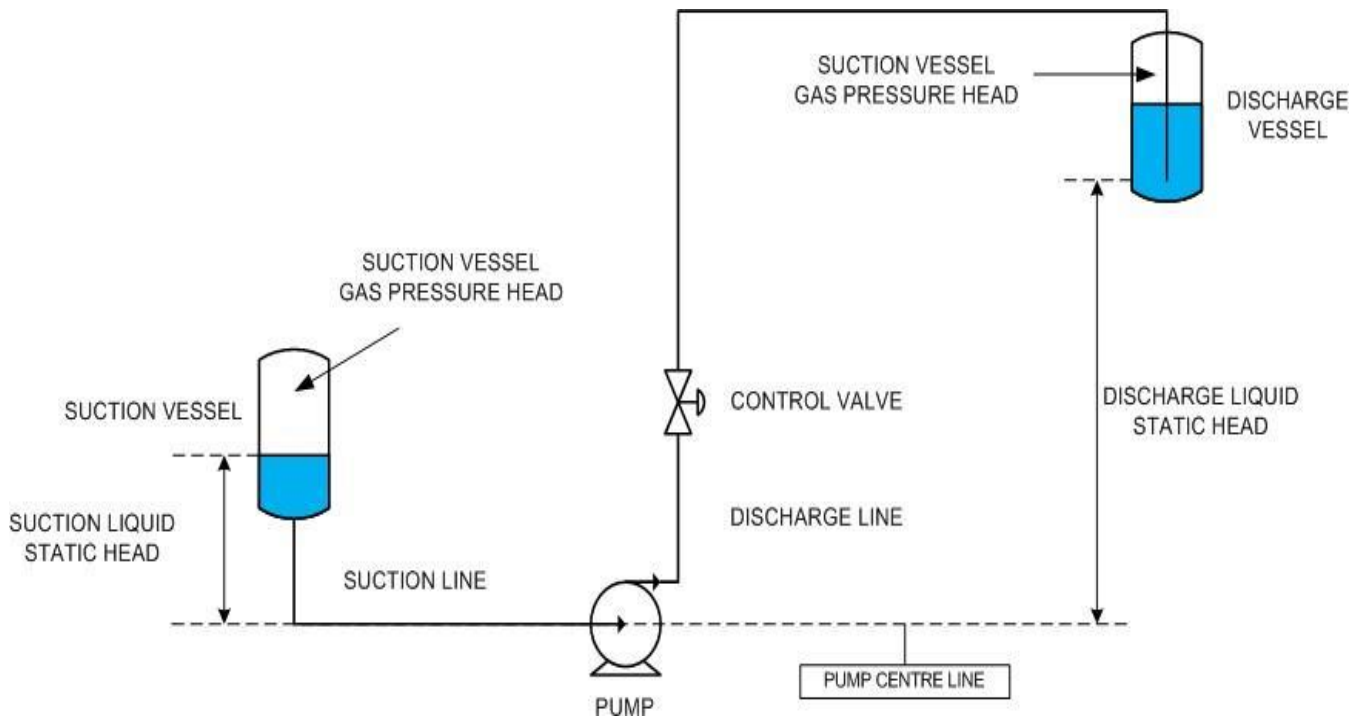 SUCTION VESSEL
GAS PRESSURE HEAD
DISCHARGE
VESSEL
SUCTION VESSEL
GAS PRESSURE HEAD
SUCTION VESSEL
CONTROL VALVE
DISCHARGE LIQUID
STATIC HEAD
SUCTION LIQUID
STATIC HEAD
DISCHARGE LINE
SUCTION LINE
PUMP CENTRE LINE
PUMP